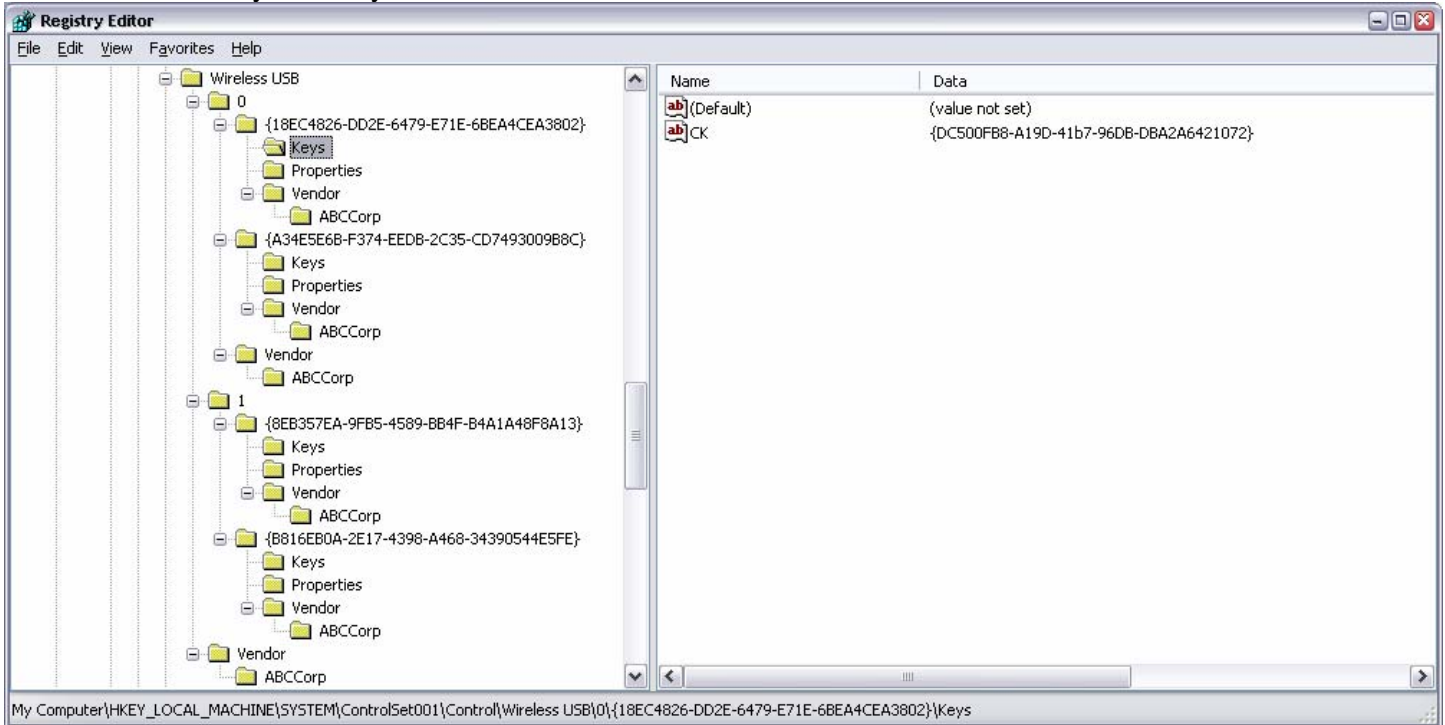 Registry Editor
File Edit View Favorites Help
Wireless USB
0
{18EC4826-DD2E-6479-E71E-6BEA4CEA3802}
Keys
Properties
Vendor
ABCCorp
{A34E5E6B-F374-EEDB-2C35-CD7493009B8C}
Keys
Properties
Vendor
ABCCorp
Vendor
ABCCorp
1
{8EB357EA-9FB5-4589-BB4F-B4A1A48F8A13}
Keys
Properties
Vendor
ABCCorp
{B816EB0A-2E17-4398-A468-34390544E5FE}
Keys
Properties
Vendor
ABCCorp
Vendor
ABCCorp
Name Data
(Default) (value not set)
CK {DC500FB8-A19D-41b7-96DB-DBA2A6421072}
My Computer\HKEY_LOCAL_MACHINE\SYSTEM\ControlSet001\Control\Wireless USB\0\{18EC4826-DD2E-6479-E71E-6BEA4CEA3802}\Keys